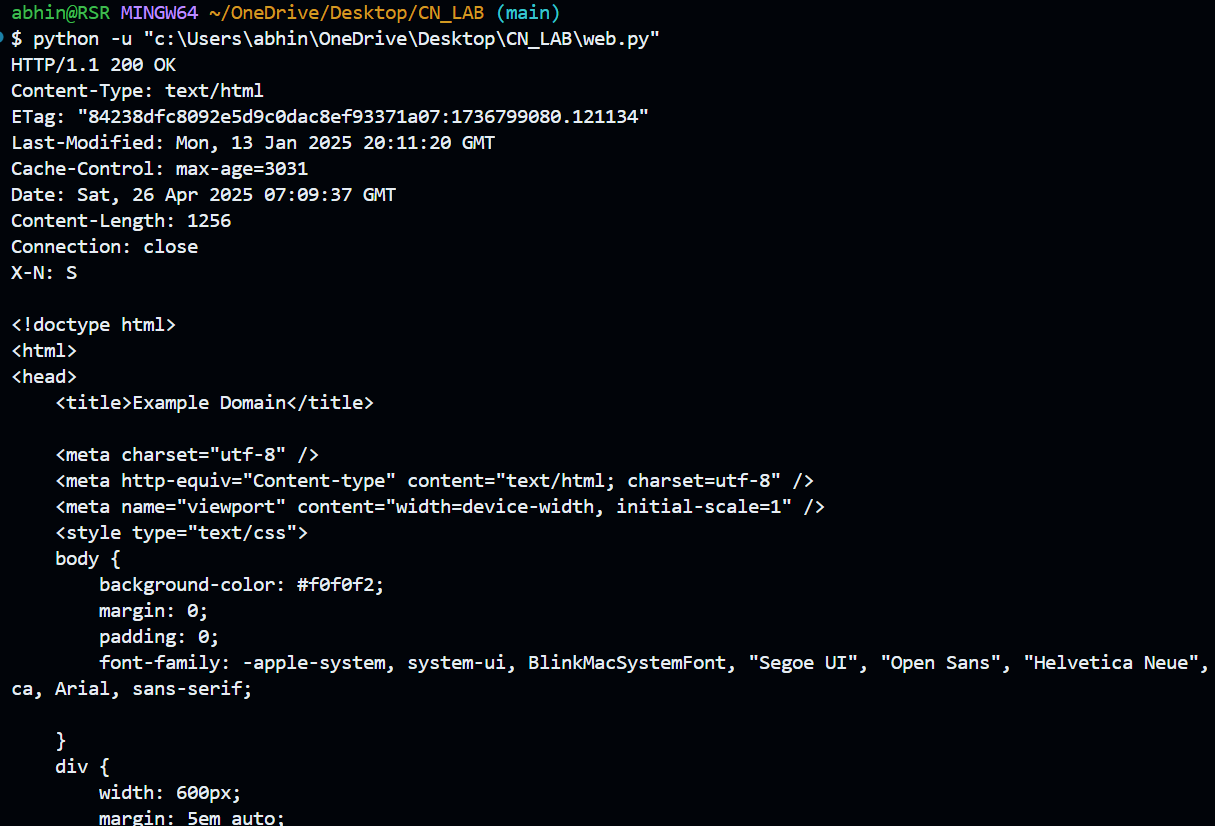 abhin@RSR MINGW64 ~/OneDrive/Desktop/CN_LAB (main)
$ python -u "c:\Users\abhin\OneDrive\Desktop\CN_LAB\web.py"
HTTP/1.1 200 OK
Content-Type: text/html
ETag: "84238dfc8092e5d9c0dac8ef93371a07:1736799080.121134"
Last-Modified: Mon, 13 Jan 2025 20:11:20 GMT
Cache-Control: max-age=3031
Date: Sat, 26 Apr 2025 07:09:37 GMT
Content-Length: 1256
Connection: close
X-N: S

<!doctype html>
<html>
<head>
    <title>Example Domain</title>

    <meta charset="utf-8" />
    <meta http-equiv="Content-type" content="text/html; charset=utf-8" />
    <meta name="viewport" content="width=device-width, initial-scale=1" />
    <style type="text/css">
    body {
        background-color: #f0f0f2;
        margin: 0;
        padding: 0;
        font-family: -apple-system, system-ui, BlinkMacSystemFont, "Segoe UI", "Open Sans", "Helvetica Neue",
ca, Arial, sans-serif;

    }
    div {
        width: 600px;
        margin: 5em auto;